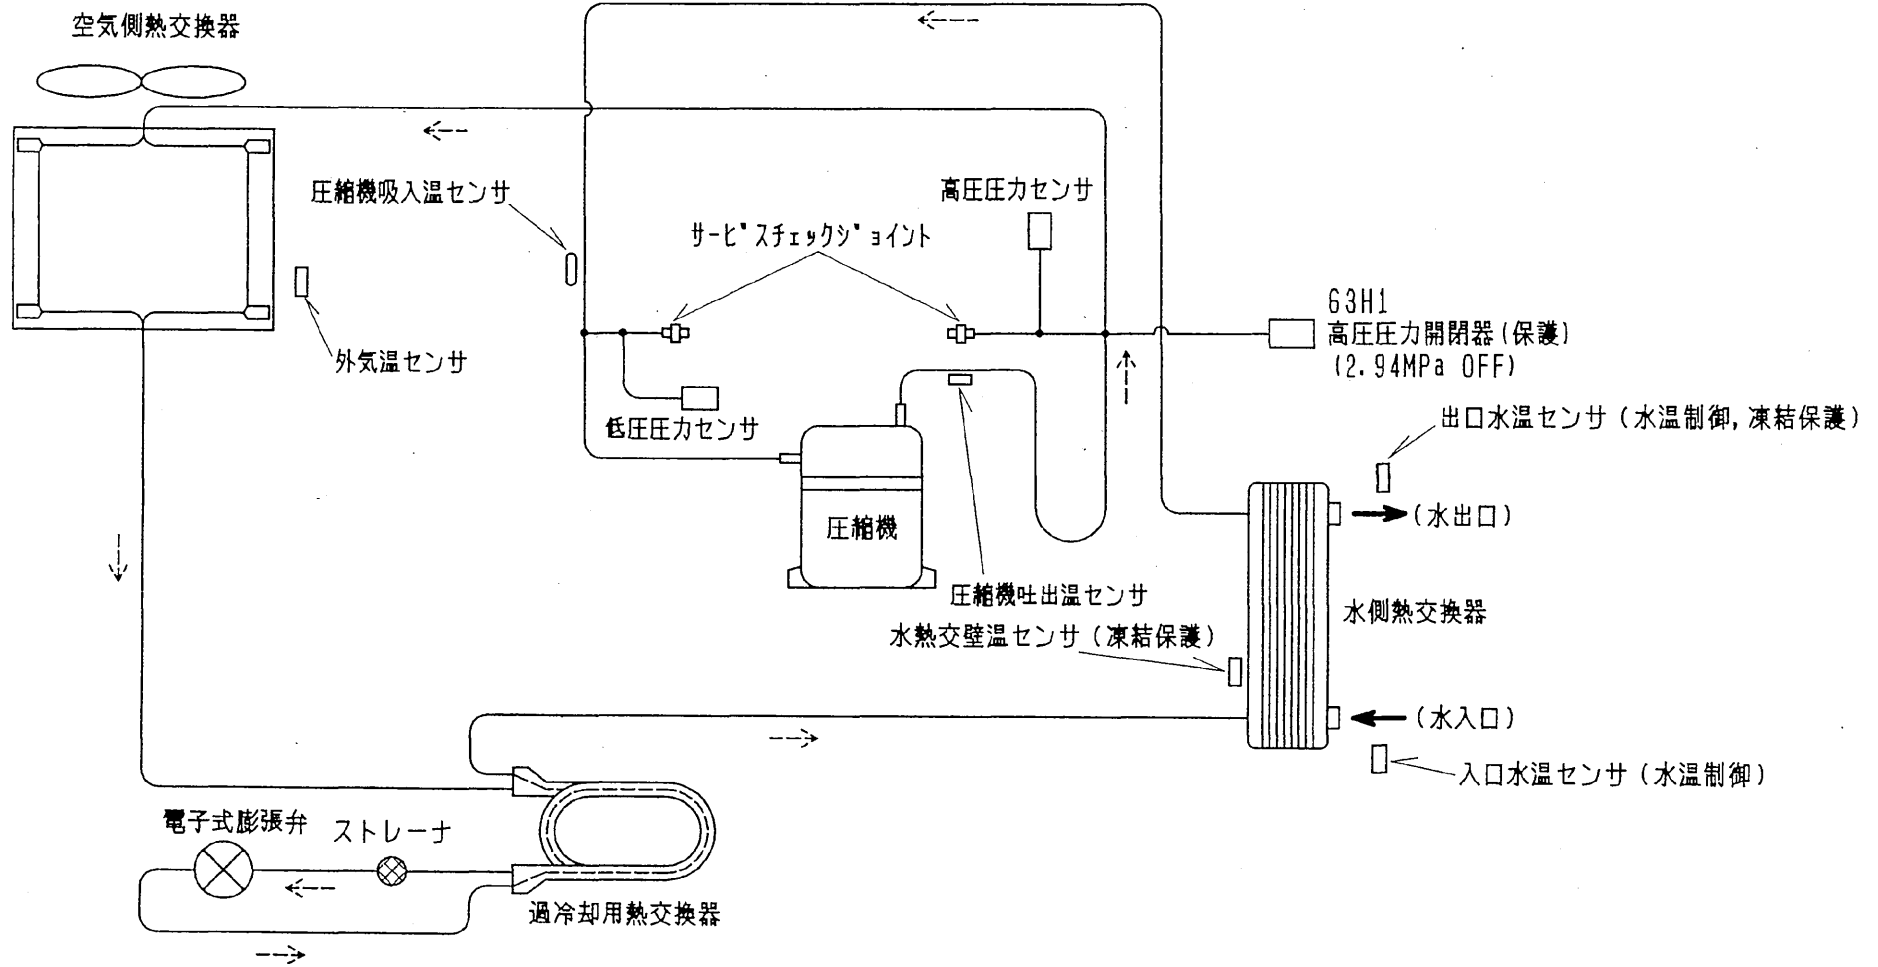 空気側熱交換器
圧縮機吸入温センサ
高圧圧力センサ
サービスチェックジョイント
63H1
高圧圧力開閉器(保護)
(2.94MPa OFF)
外気温センサ
低圧圧力センサ
出口水温センサ(水温制御,凍結保護)
(水出口)
圧縮機
圧縮機吐出温センサ
水側熱交換器
水熱交壁温センサ(凍結保護)
(水入口)
入口水温センサ(水温制御)
電子式膨張弁
ストレーナ
過冷却用熱交換器